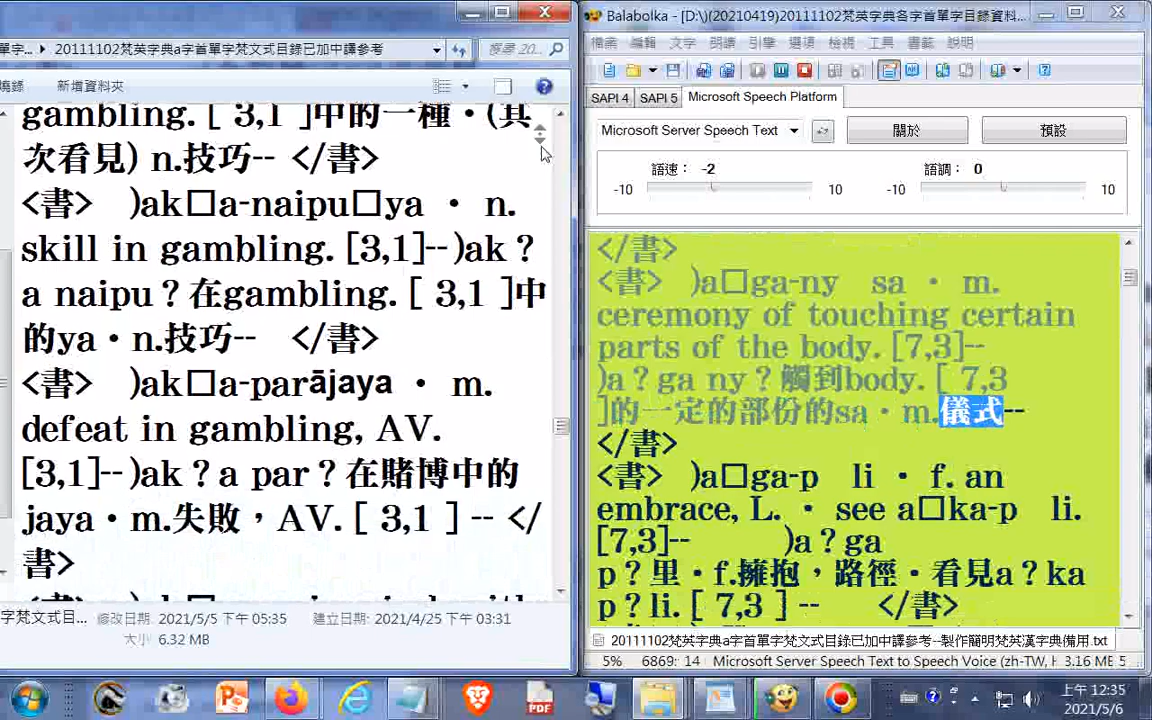 單字...
20111102梵英字典a字首單字梵文式目錄已加中譯參考
搜尋 20...
燒錄
新增資料夾
gambling. [ 3,1 ]中的一種‧(其
次看見) n.技巧-- </書>
<書> )ak□a-naipu□ya ‧ n.
skill in gambling. [3,1]-- )ak？
a naipu？在gambling. [ 3,1 ]中
的ya‧n.技巧-- </書>
<書> )ak□a-parājaya ‧ m.
defeat in gambling, AV.
[3,1]-- )ak？a par？在賭博中的
jaya‧m.失敗，AV. [ 3,1 ] -- </
書>
字梵文式目...
修改日期: 2021/5/5 下午 05:35
建立日期: 2021/4/25 下午 03:31
大小: 6.32 MB
Balabolka - [D:\)(20210419)20111102梵英字典各字首單字目錄資料...
檔案 編輯 文字 朗讀 引擎 選項 檢視 工具 書籤 說明
SAPI 4 SAPI 5 Microsoft Speech Platform
Microsoft Server Speech Text
關於
預設
語速: -2
語調: 0
-10 10 -10 10
</書>
<書> )a□ga-ny sa ‧ m.
ceremony of touching certain
parts of the body. [7,3]--
)a？ga ny？觸到body. [ 7,3
]的一定的部份的sa‧m.儀式--
</書>
<書> )a□ga-p li ‧ f. an
embrace, L. ‧ see a□ka-p li.
[7,3]-- )a？ga
p？里‧f.擁抱，路徑‧看見a？ka
p？li. [ 7,3 ] -- </書>
20111102梵英字典a字首單字梵文式目錄已加中譯參考--製作簡明梵英漢字典備用.txt
5% 6869: 14 Microsoft Server Speech Text to Speech Voice (zh-TW, H 3.16 MB 5
上午 12:35
2021/5/6